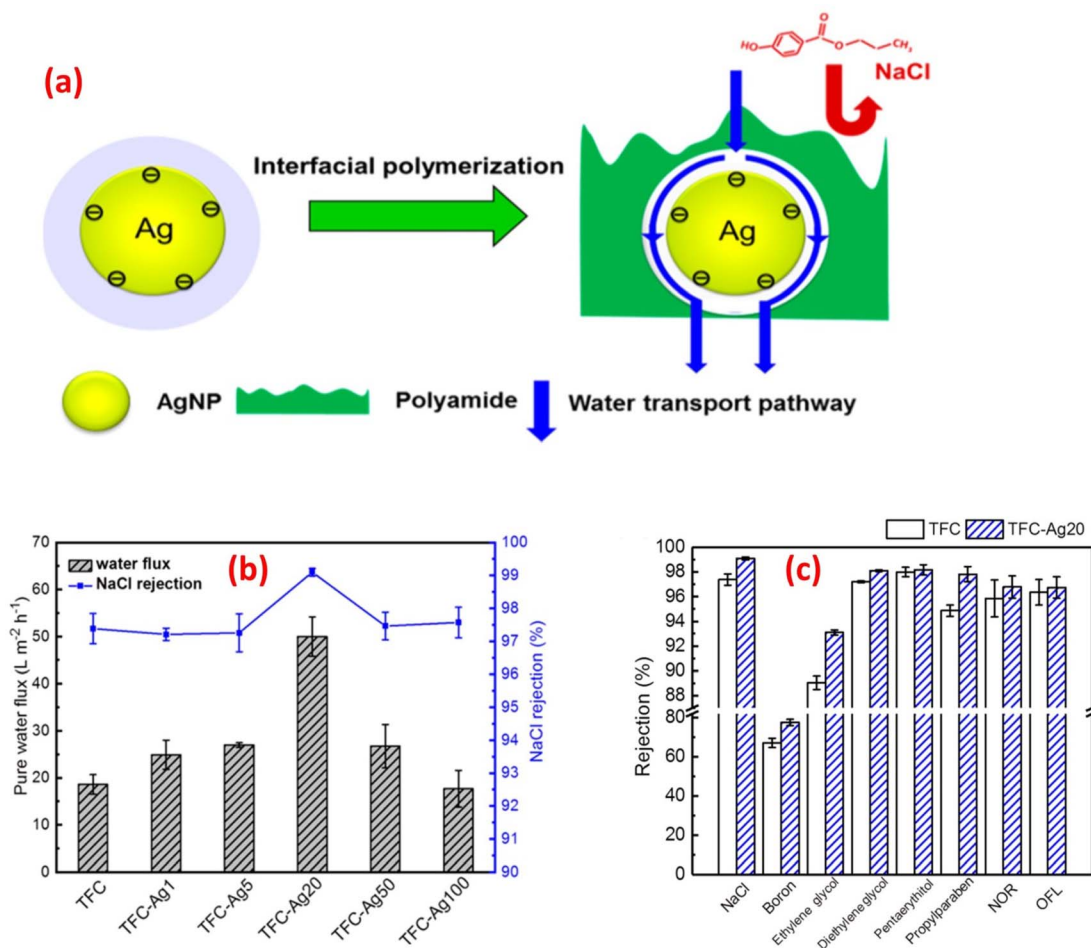 (a)
HO
O
O
CH₃
NaCl
Interfacial polymerization
Ag
Ag
AgNP
Polyamide
Water transport pathway
(b)
water flux
NaCl rejection
Pure water flux (L m⁻² h⁻¹)
70
60
50
40
30
20
10
0
NaCl rejection (%)
100
99
98
97
96
95
94
93
92
91
90
TFC
TFC-Ag1
TFC-Ag5
TFC-Ag20
TFC-Ag50
TFC-Ag100
TFC
TFC-Ag20
(c)
Rejection (%)
100
98
96
94
92
90
88
80
60
40
20
0
NaCl
Boron
Ethylene glycol
Diethylene glycol
Pentaerythitol
Propylparaben
NOR
OFL